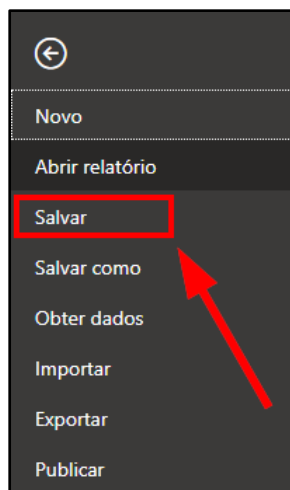 Novo
Abrir relatório
Salvar
Salvar como
Obter dados
Importar
Exportar
Publicar